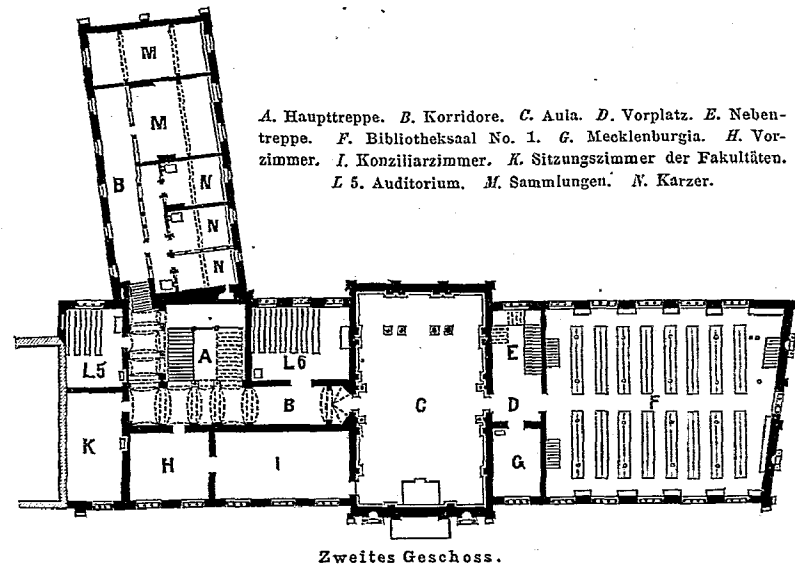 M
A. Haupttreppe. B. Korridore. C. Aula. D. Vorplatz. E. Neben-
treppe. F. Bibliotheksaal No. 1. G. Mecklenburgia. H. Vor-
zimmer. I. Konziliarzimmer. K. Sitzungszimmer der Fakultäten.
L 5. Auditorium. M. Sammlungen. N. Karzer.
M
B
N
N
N
A
E
L5
L6
B
C
D
F
K
H
I
G
Zweites Geschoss.